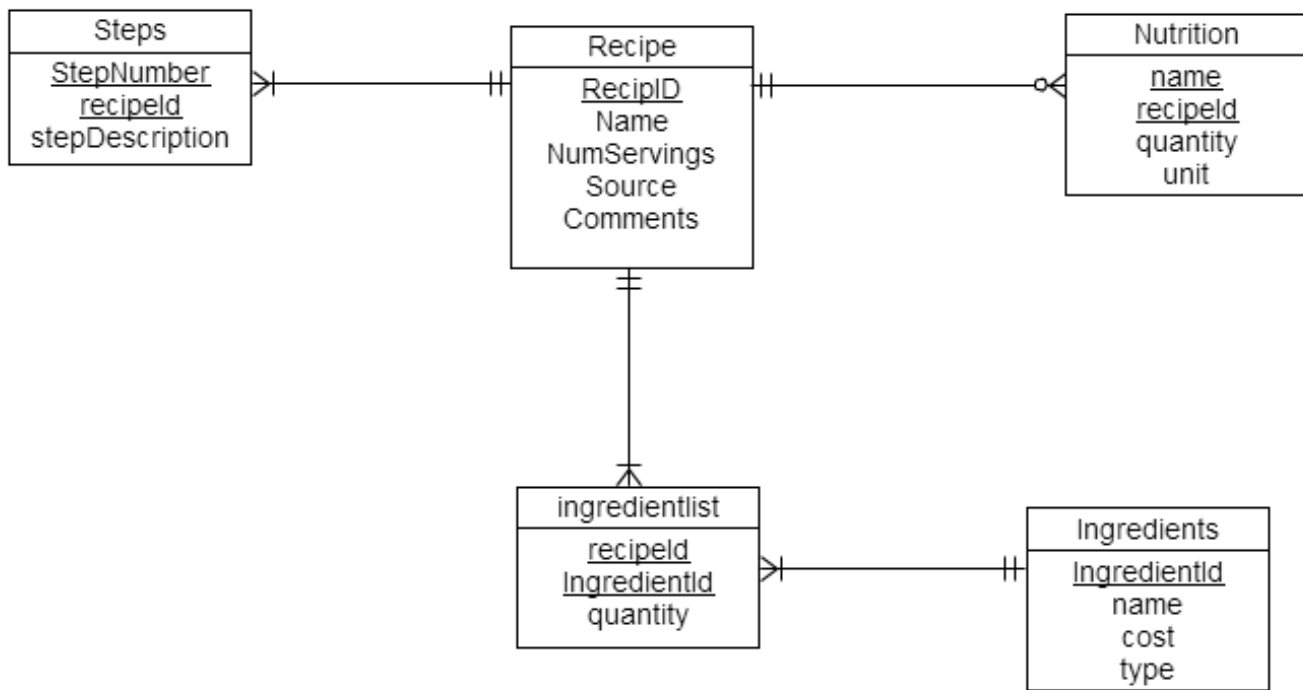 Steps
StepNumber
recipeId
stepDescription
Recipe
RecipID
Name
NumServings
Source
Comments
Nutrition
name
recipeId
quantity
unit
ingredientlist
recipeId
IngredientId
quantity
Ingredients
IngredientId
name
cost
type